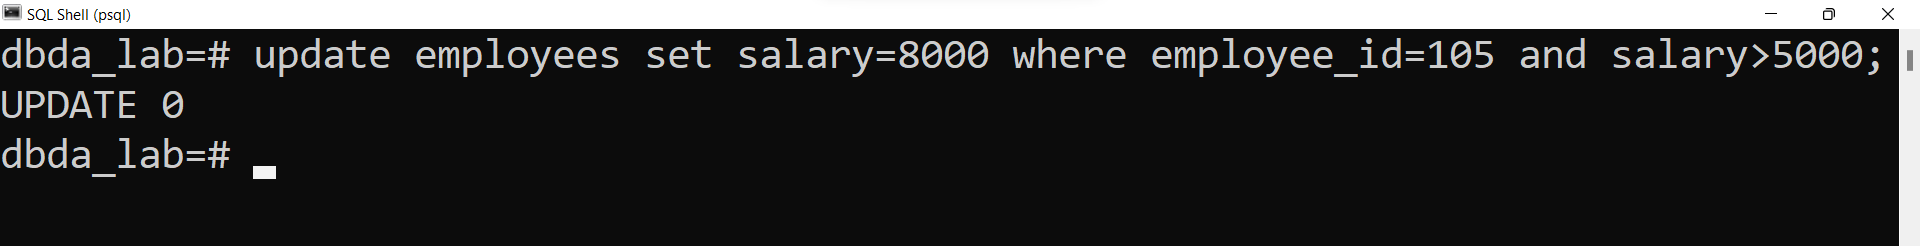 SQL Shell (psql)
dbda_lab=# update employees set salary=8000 where employee_id=105 and salary>5000;
UPDATE 0
dbda_lab=#